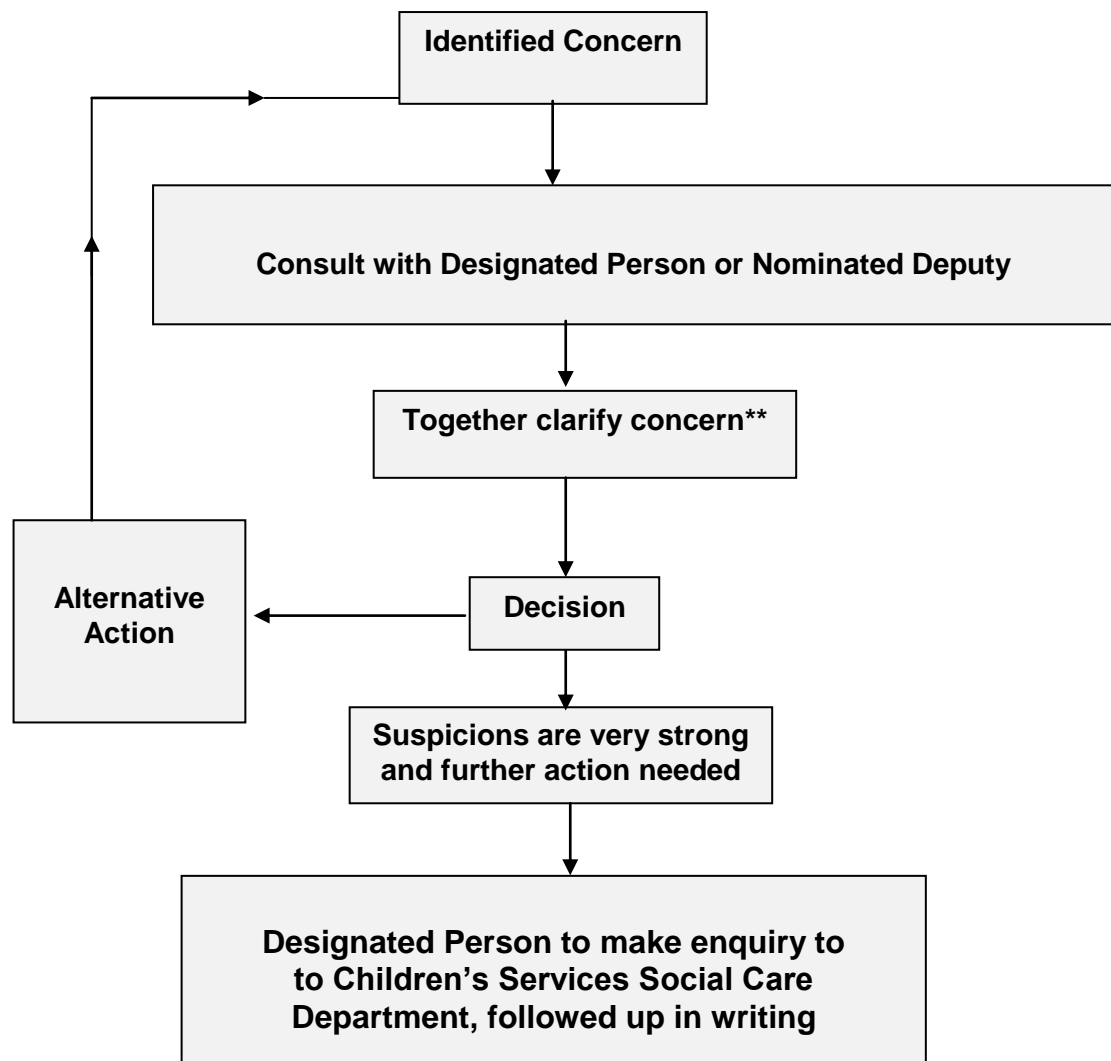 Identified Concern
Consult with Designated Person or Nominated Deputy
Together clarify concern**
Alternative
Action
Decision
Suspicions are very strong
and further action needed
Designated Person to make enquiry to
to Children’s Services Social Care
Department, followed up in writing